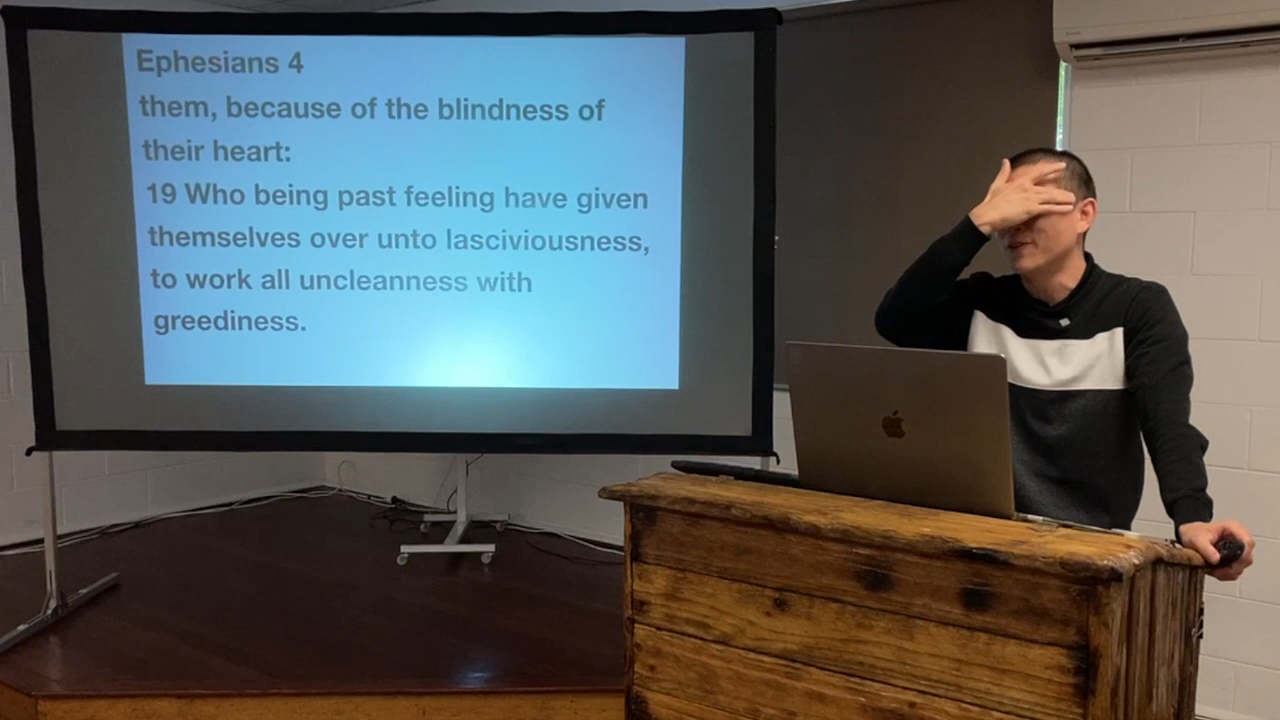 Ephesians 4
them, because of the blindness of
their heart:
19 Who being past feeling have given
themselves over unto lasciviousness,
to work all uncleanness with
greediness.